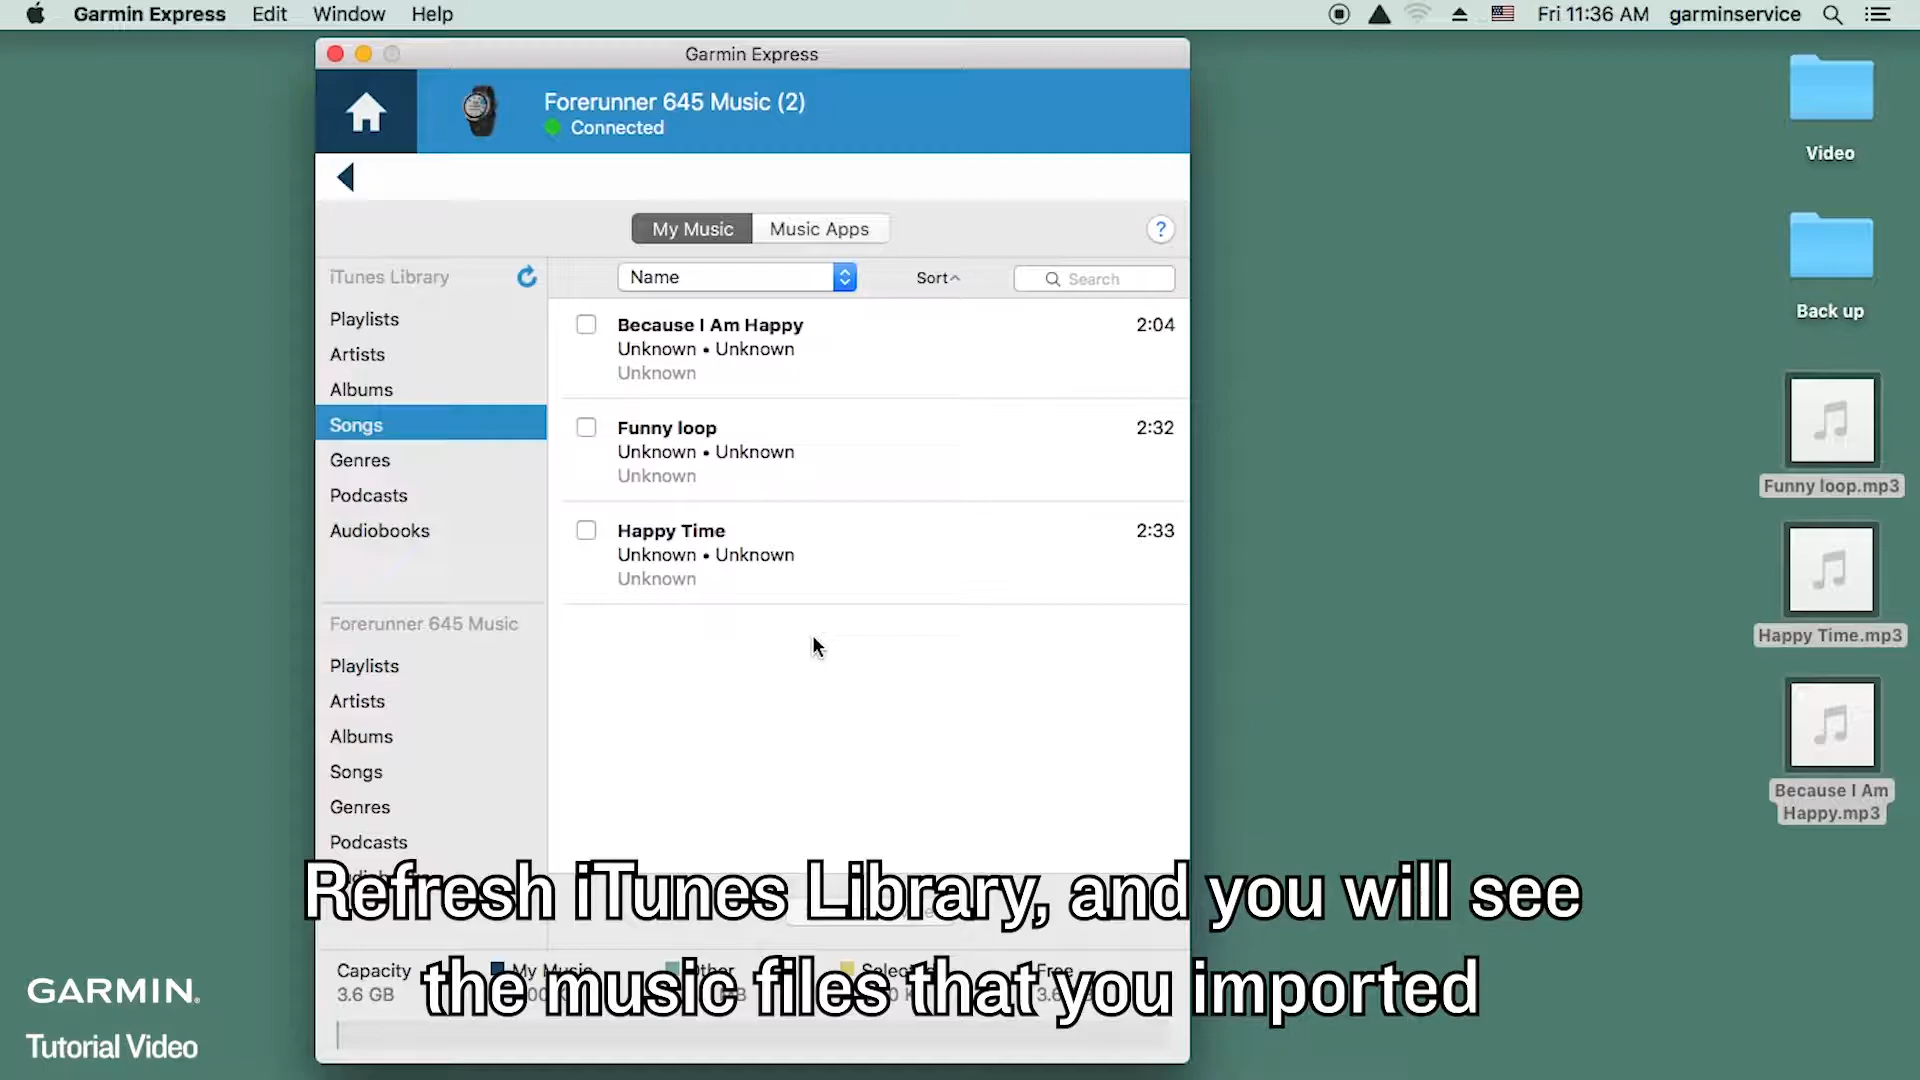 Garmin Express Edit Window Help
Fri 11:36 AM garminservice
Garmin Express
Forerunner 645 Music (2)
Connected
My Music Music Apps
?
iTunes Library
Playlists
Artists
Albums
Songs
Genres
Podcasts
Audiobooks
Forerunner 645 Music
Playlists
Artists
Albums
Songs
Genres
Podcasts
Name
Sort
Search
Because I Am Happy 2:04
Unknown • Unknown
Unknown
Funny loop 2:32
Unknown • Unknown
Unknown
Happy Time 2:33
Unknown • Unknown
Unknown
Capacity
3.6 GB
My Music
Other
Free
Video
Back up
Funny loop.mp3
Happy Time.mp3
Because I Am
Happy.mp3
Refresh iTunes Library, and you will see
the music files that you imported
GARMIN.
Tutorial Video